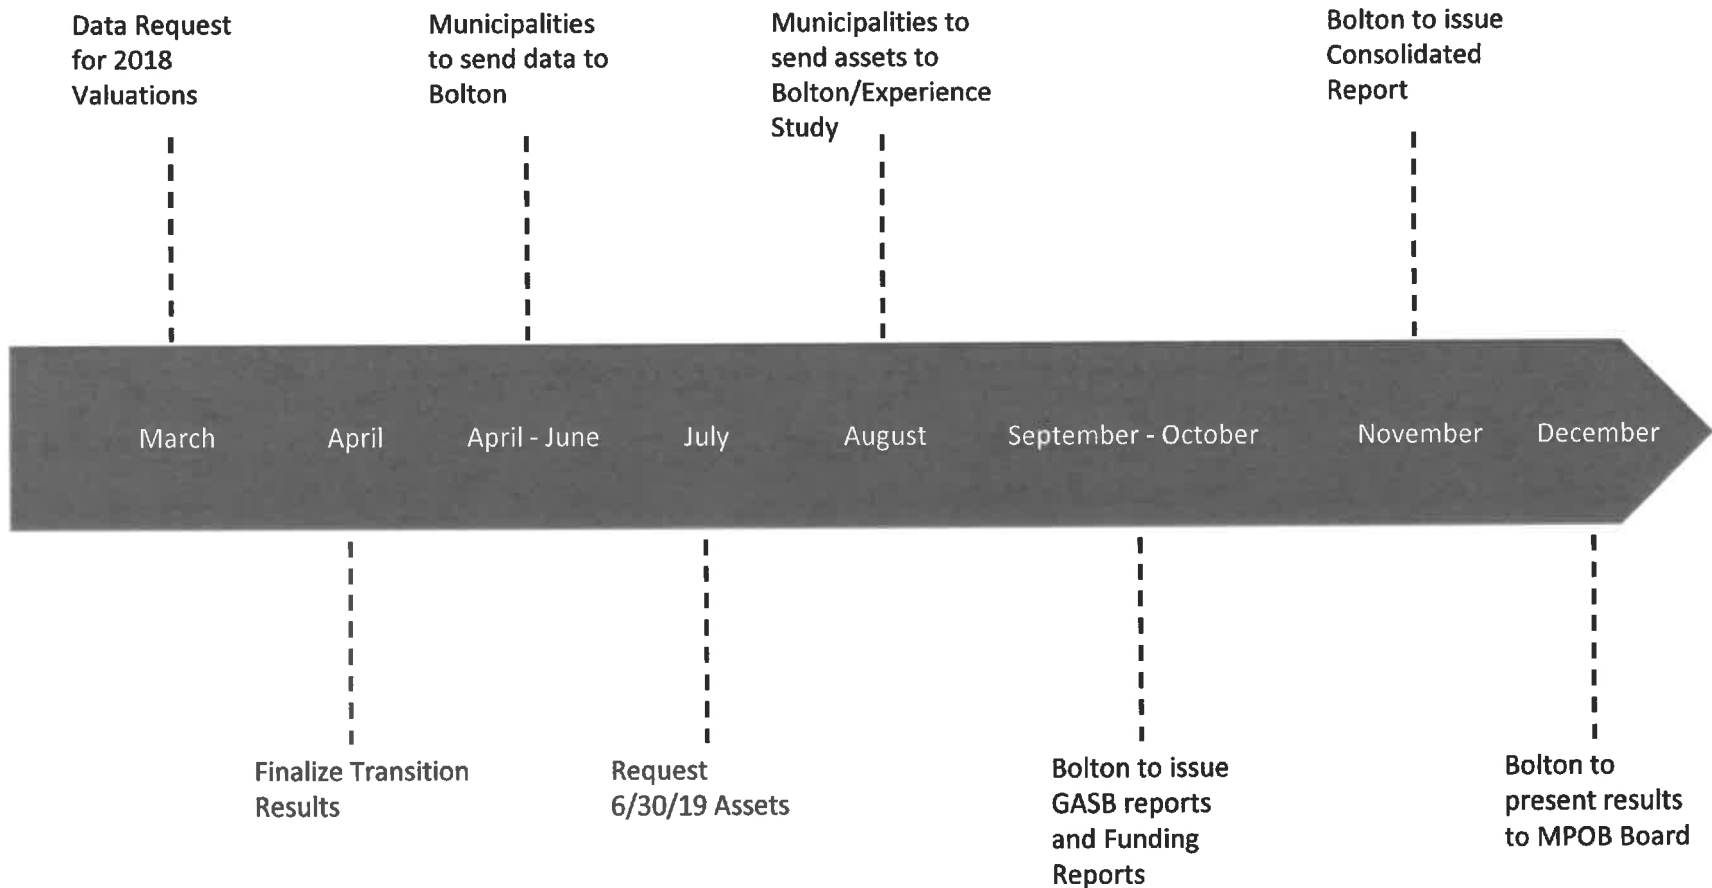 Data Request
for 2018
Valuations
Municipalities
to send data to
Bolton
Municipalities to
send assets to
Bolton/Experience
Study
Bolton to issue
Consolidated
Report
March
April
April - June
July
August
September - October
November
December
Finalize Transition
Results
Request
6/30/19 Assets
Bolton to issue
GASB reports
and Funding
Reports
Bolton to
present results
to MPOB Board